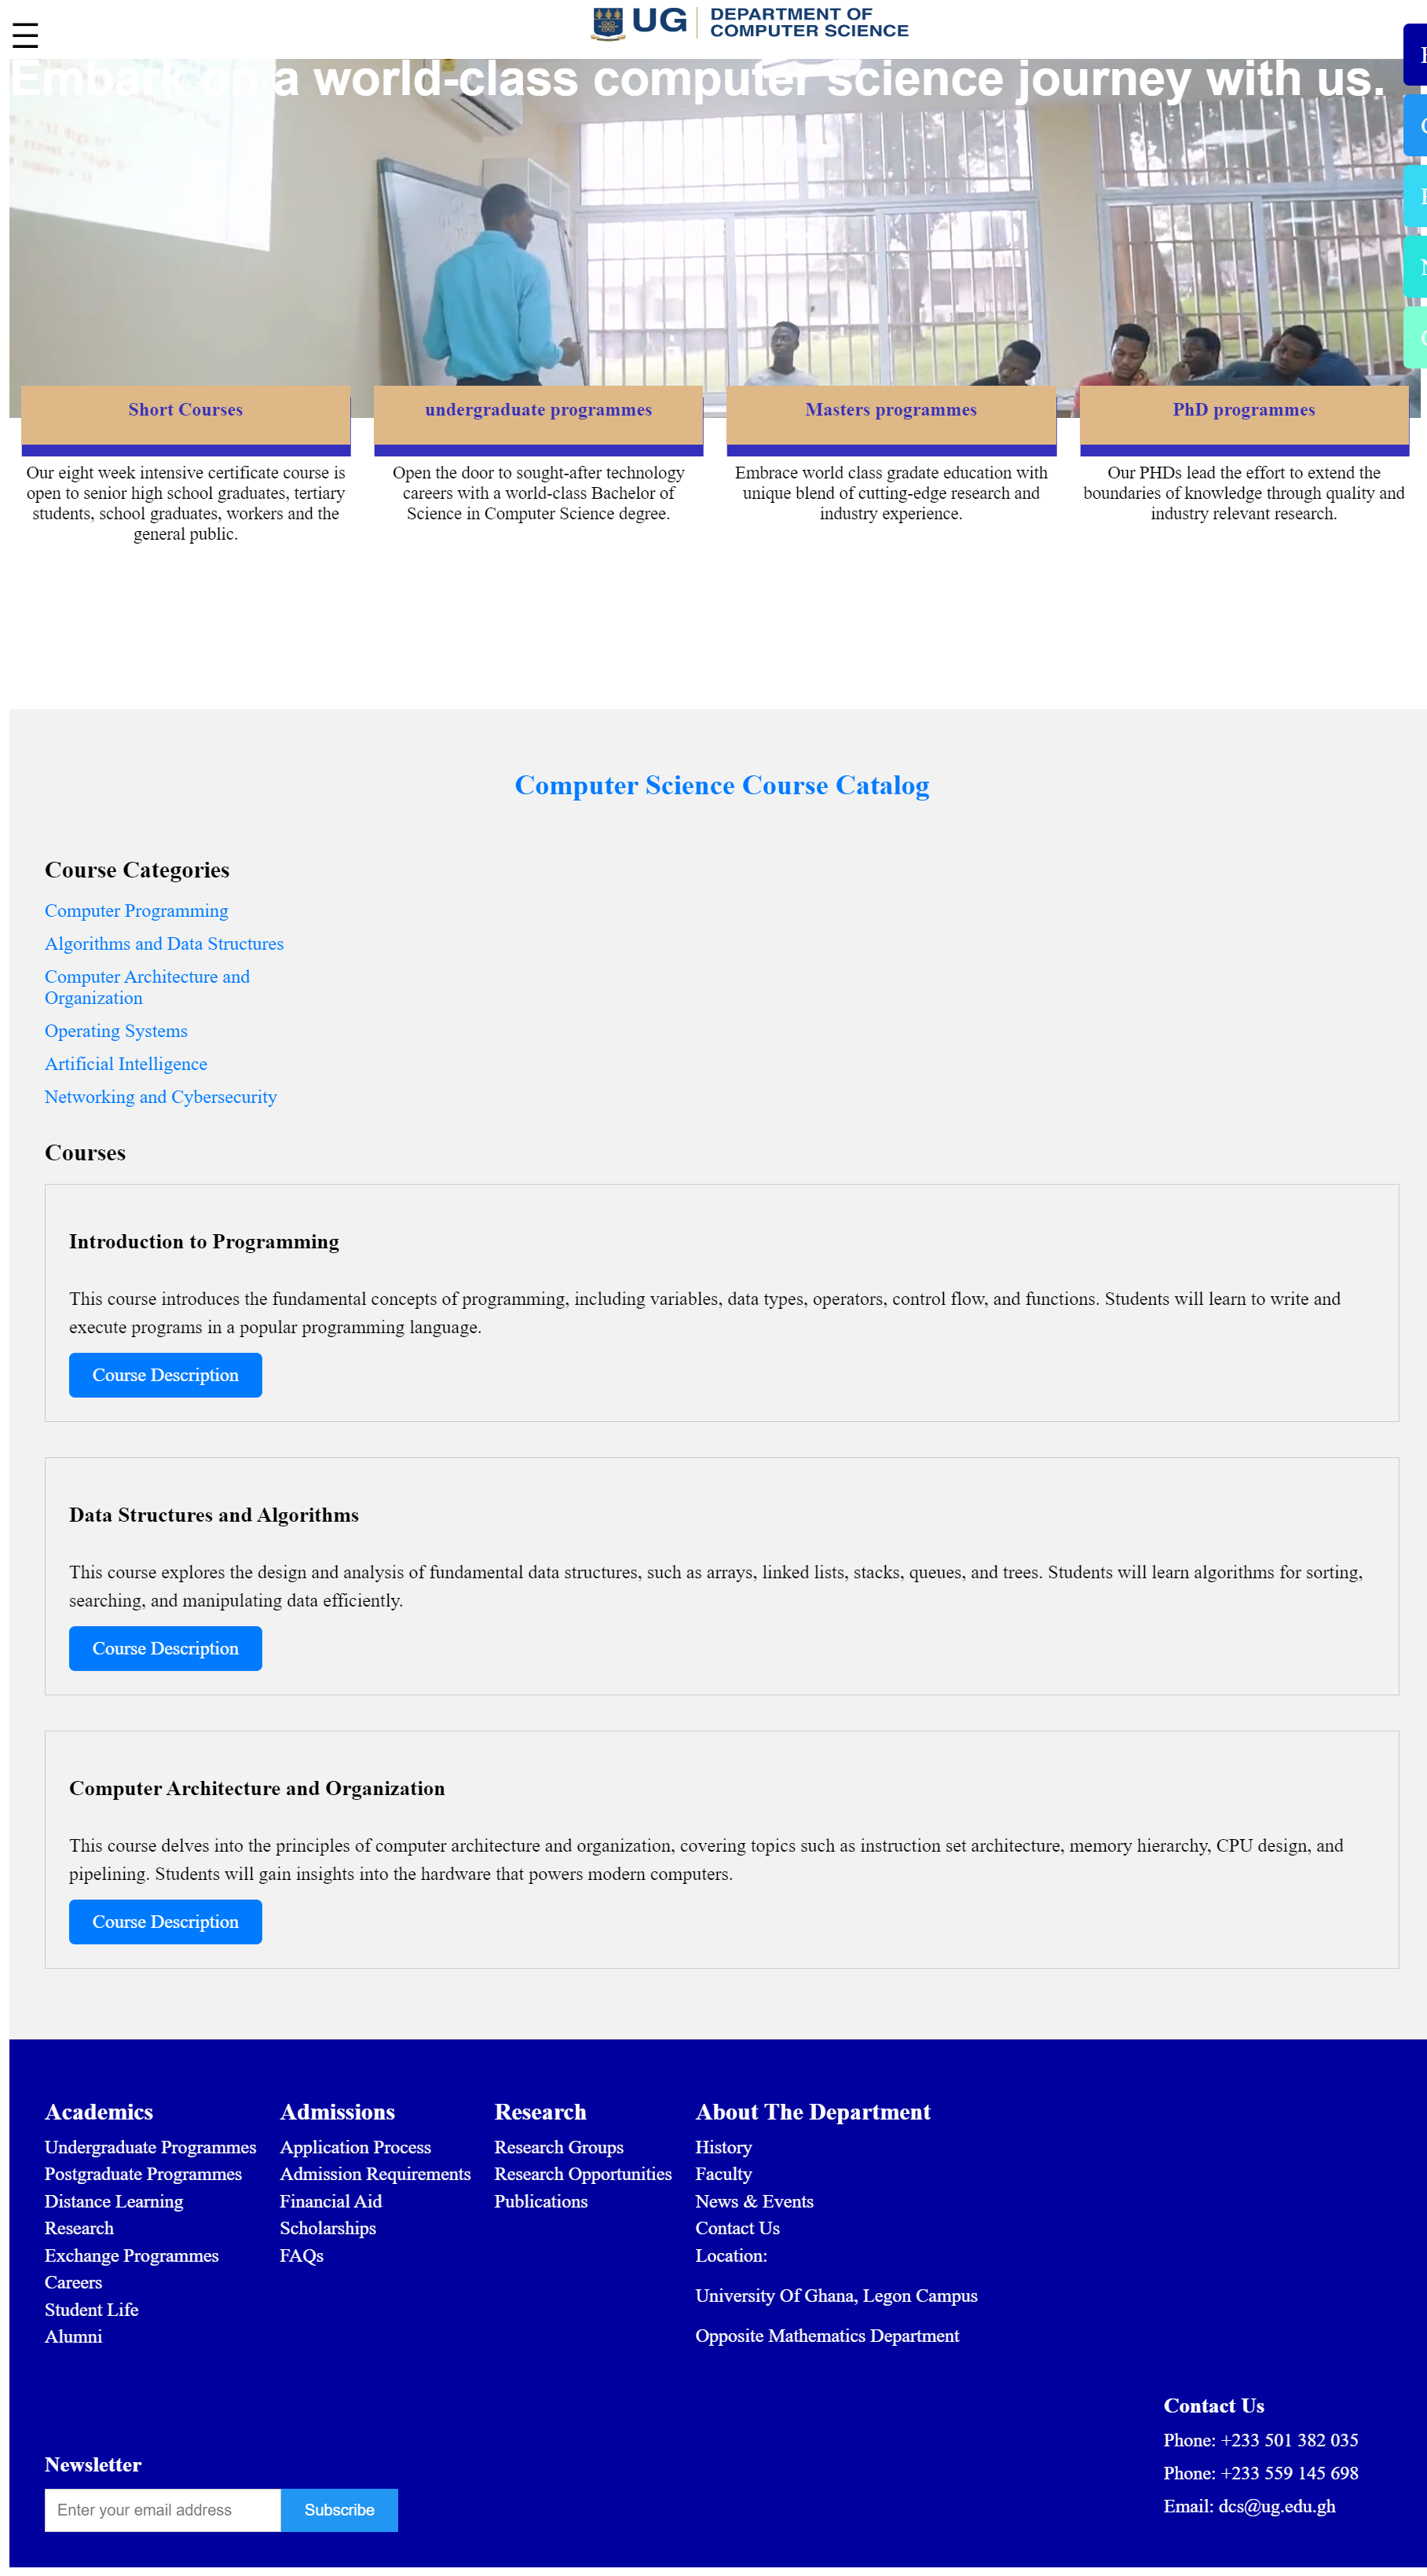 ☰
UG
DEPARTMENT OF
COMPUTER SCIENCE
Embark on a world-class computer science journey with us.
Short Courses
Our eight week intensive certificate course is
open to senior high school graduates, tertiary
students, school graduates, workers and the
general public.
undergraduate programmes
Open the door to sought-after technology
careers with a world-class Bachelor of
Science in Computer Science degree.
Masters programmes
Embrace world class gradate education with
unique blend of cutting-edge research and
industry experience.
PhD programmes
Our PHDs lead the effort to extend the
boundaries of knowledge through quality and
industry relevant research.
Computer Science Course Catalog
Course Categories
Computer Programming
Algorithms and Data Structures
Computer Architecture and
Organization
Operating Systems
Artificial Intelligence
Networking and Cybersecurity
Courses
Introduction to Programming
This course introduces the fundamental concepts of programming, including variables, data types, operators, control flow, and functions. Students will learn to write and
execute programs in a popular programming language.
Course Description
Data Structures and Algorithms
This course explores the design and analysis of fundamental data structures, such as arrays, linked lists, stacks, queues, and trees. Students will learn algorithms for sorting,
searching, and manipulating data efficiently.
Course Description
Computer Architecture and Organization
This course delves into the principles of computer architecture and organization, covering topics such as instruction set architecture, memory hierarchy, CPU design, and
pipelining. Students will gain insights into the hardware that powers modern computers.
Course Description
Academics
Undergraduate Programmes
Postgraduate Programmes
Distance Learning
Research
Exchange Programmes
Careers
Student Life
Alumni
Admissions
Application Process
Admission Requirements
Financial Aid
Scholarships
FAQs
Research
Research Groups
Research Opportunities
Publications
About The Department
History
Faculty
News & Events
Contact Us
Location:
University Of Ghana, Legon Campus
Opposite Mathematics Department
Contact Us
Phone: +233 501 382 035
Phone: +233 559 145 698
Email: dcs@ug.edu.gh
Newsletter
Enter your email address
Subscribe